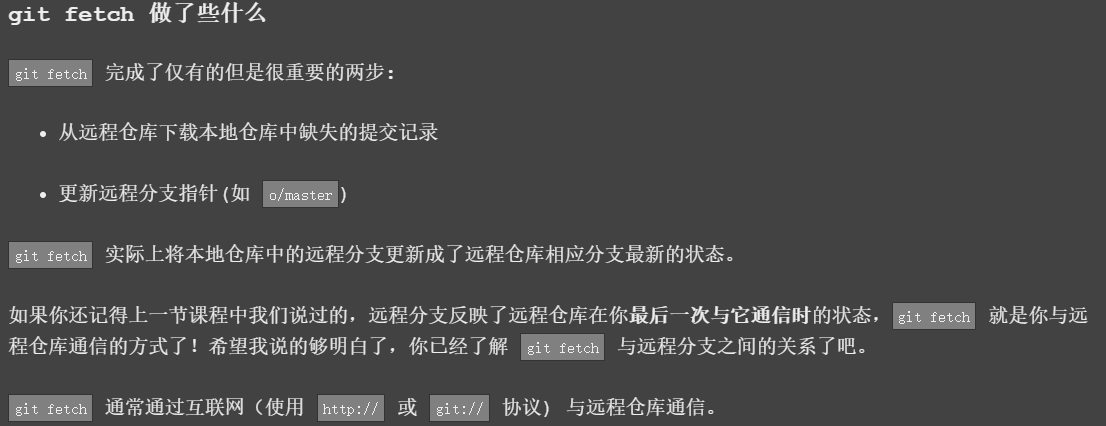 git fetch 做了些什么
git fetch 完成了仅有的但是很重要的两步:
• 从远程仓库下载本地仓库中缺失的提交记录
• 更新远程分支指针(如 o/master)
git fetch 实际上将本地仓库中的远程分支更新成了远程仓库相应分支最新的状态。
如果你还记得上一节课程中我们说过的，远程分支反映了远程仓库在你最后一次与它通信时的状态，git fetch 就是你与远
程仓库通信的方式了！希望我说的够明白了，你已经了解 git fetch 与远程分支之间的关系了吧。
git fetch 通常通过互联网（使用 http:// 或 git:// 协议) 与远程仓库通信。